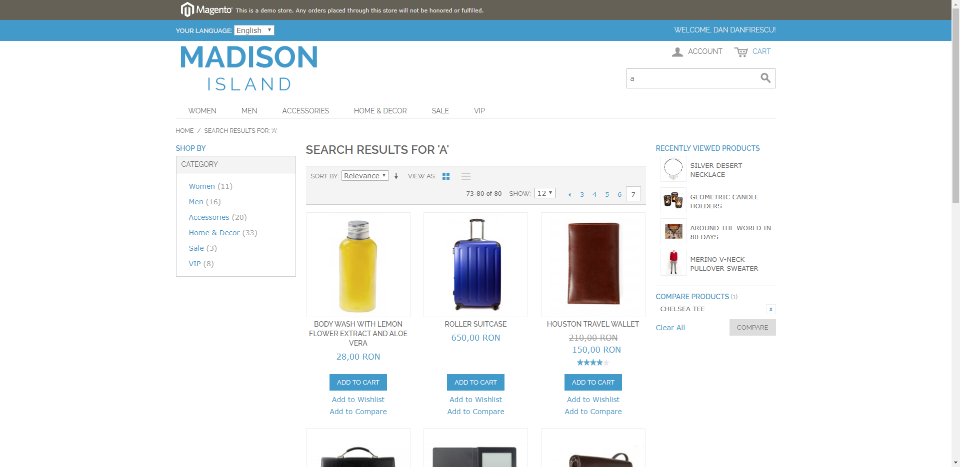 Magento This is a demo store. Any orders placed through this store will not be honored or fulfilled.
YOUR LANGUAGE: English
WELCOME, DAN DANFIRESCU!
MADISON
ISLAND
ACCOUNT CART
a
WOMEN MEN ACCESSORIES HOME & DECOR SALE VIP
HOME / SEARCH RESULTS FOR: 'A'
SHOP BY
CATEGORY
Women (11)
Men (16)
Accessories (20)
Home & Decor (33)
Sale (3)
VIP (8)
SEARCH RESULTS FOR 'A'
SORT BY Relevance VIEW AS
73-80 of 80 SHOW: 12 3 4 5 6 7
BODY WASH WITH LEMON
FLOWER EXTRACT AND ALOE
VERA
28,00 RON
ADD TO CART
Add to Wishlist
Add to Compare
ROLLER SUITCASE
650,00 RON
ADD TO CART
Add to Wishlist
Add to Compare
HOUSTON TRAVEL WALLET
210,00 RON
150,00 RON
ADD TO CART
Add to Wishlist
Add to Compare
RECENTLY VIEWED PRODUCTS
SILVER DESERT
NECKLACE
GEOMETRIC CANDLE
HOLDERS
AROUND THE WORLD IN
80 DAYS
MERINO V-NECK
PULLOVER SWEATER
COMPARE PRODUCTS (1)
CHELSEA TEE x
Clear All COMPARE